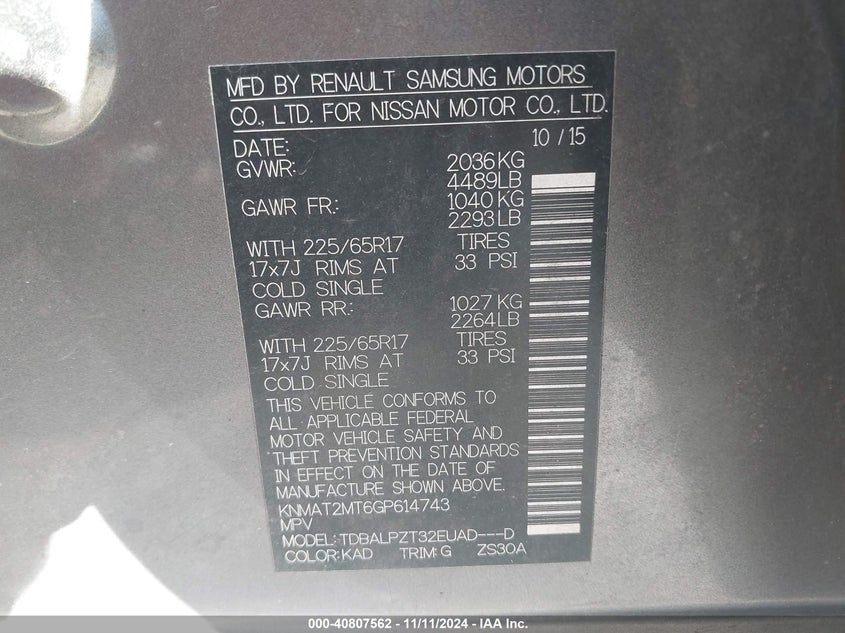 MFD BY RENAULT SAMSUNG MOTORS
CO., LTD. FOR NISSAN MOTOR CO., LTD.
DATE: 10 / 15
GVWR: 2036KG
4489LB
GAWR FR.: 1040KG
2293LB
WITH 225/65R17 TIRES
17x7J RIMS AT 33 PSI
COLD SINGLE
GAWR RR.: 1027KG
2264LB
WITH 225/65R17 TIRES
17x7J RIMS AT 33 PSI
COLD SINGLE
THIS VEHICLE CONFORMS TO
ALL APPLICABLE FEDERAL
MOTOR VEHICLE SAFETY AND
THEFT PREVENTION STANDARDS
IN EFFECT ON THE DATE OF
MANUFACTURE SHOWN ABOVE.
KNMAT2MT6GP614743
MPV
MODEL: TDBALPZT32EUAD---D
COLOR: KAD TRIM: G ZS30A
000-40807562 - 11/11/2024 - IAA Inc.